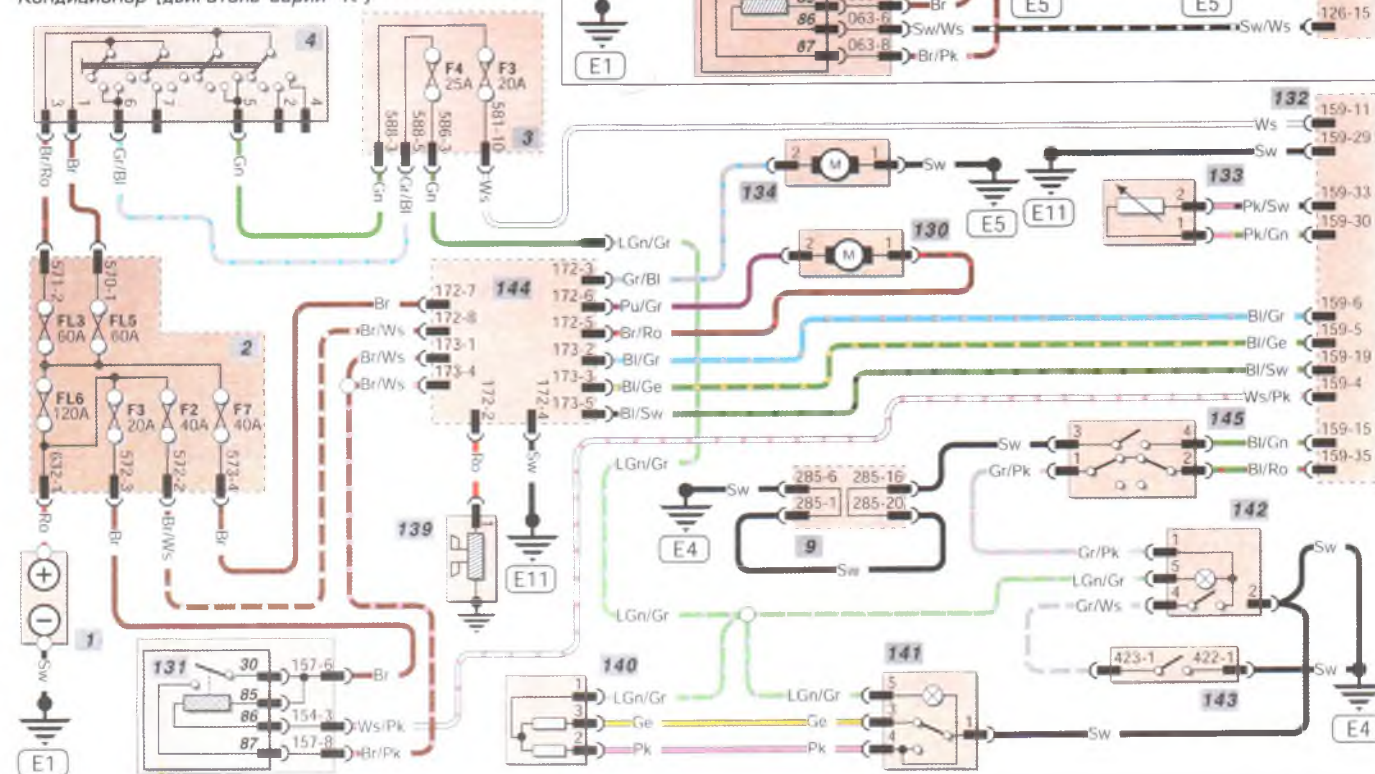 Кондиционер (двигатель серии "K")
4
3 1 6 7 5 2 4
Br/Ro Br Gr/Bl Gn
F4 25A
F3 20A
588-3 588-5 586-3 581-10
3
Gn Gr/Bl Gn Ws
E1
86 063-6 Sw/Ws
87 063-8 Br/Pk
Br
E5
E5
Sw/Ws 126-15
132
Ws 159-11
Sw 159-29
E11
133
2 Pk/Sw 159-33
1 Pk/Gn 159-30
134
2 M 1 Sw
E5
130
2 M 1
571-2 570-1
FL3 60A
FL5 60A
2
FL6 120A
F3 20A
F2 40A
F7 40A
632-1 572-3 572-2 573-4
Ro Br Br/Ws Br
1
Sw
E1
144
Br 172-7
Br/Ws 172-8
Br/Ws 173-1
Br/Ws 173-4
LGn/Gr
172-3 Gr/Bl
172-6 Pu/Gr
172-5 Br/Ro
173-2 Bl/Gr
173-3 Bl/Ge
173-5 Bl/Sw
172-2 172-4
Ro Sw
139
1
E11
Bl/Gr 159-6
Bl/Ge 159-5
Bl/Sw 159-19
Ws/Pk 159-4
145
Sw 3 4 Bl/Gn 159-15
Gr/Pk 1 2 Bl/Ro 159-35
LGn/Gr
Sw 285-6 285-16
285-1 285-20
E4
9
Sw
142
Gr/Pk 1
LGn/Gr 5
Gr/Ws 4
2 Sw
423-1 422-1 Sw
143
E4
LGn/Gr
131
30 157-6 Br
85
86 154-3 Ws/Pk
87 157-8 Br/Pk
140
1 LGn/Gr
3 Ge
2 Pk
141
LGn/Gr 5
Ge
Pk 4
1 Sw